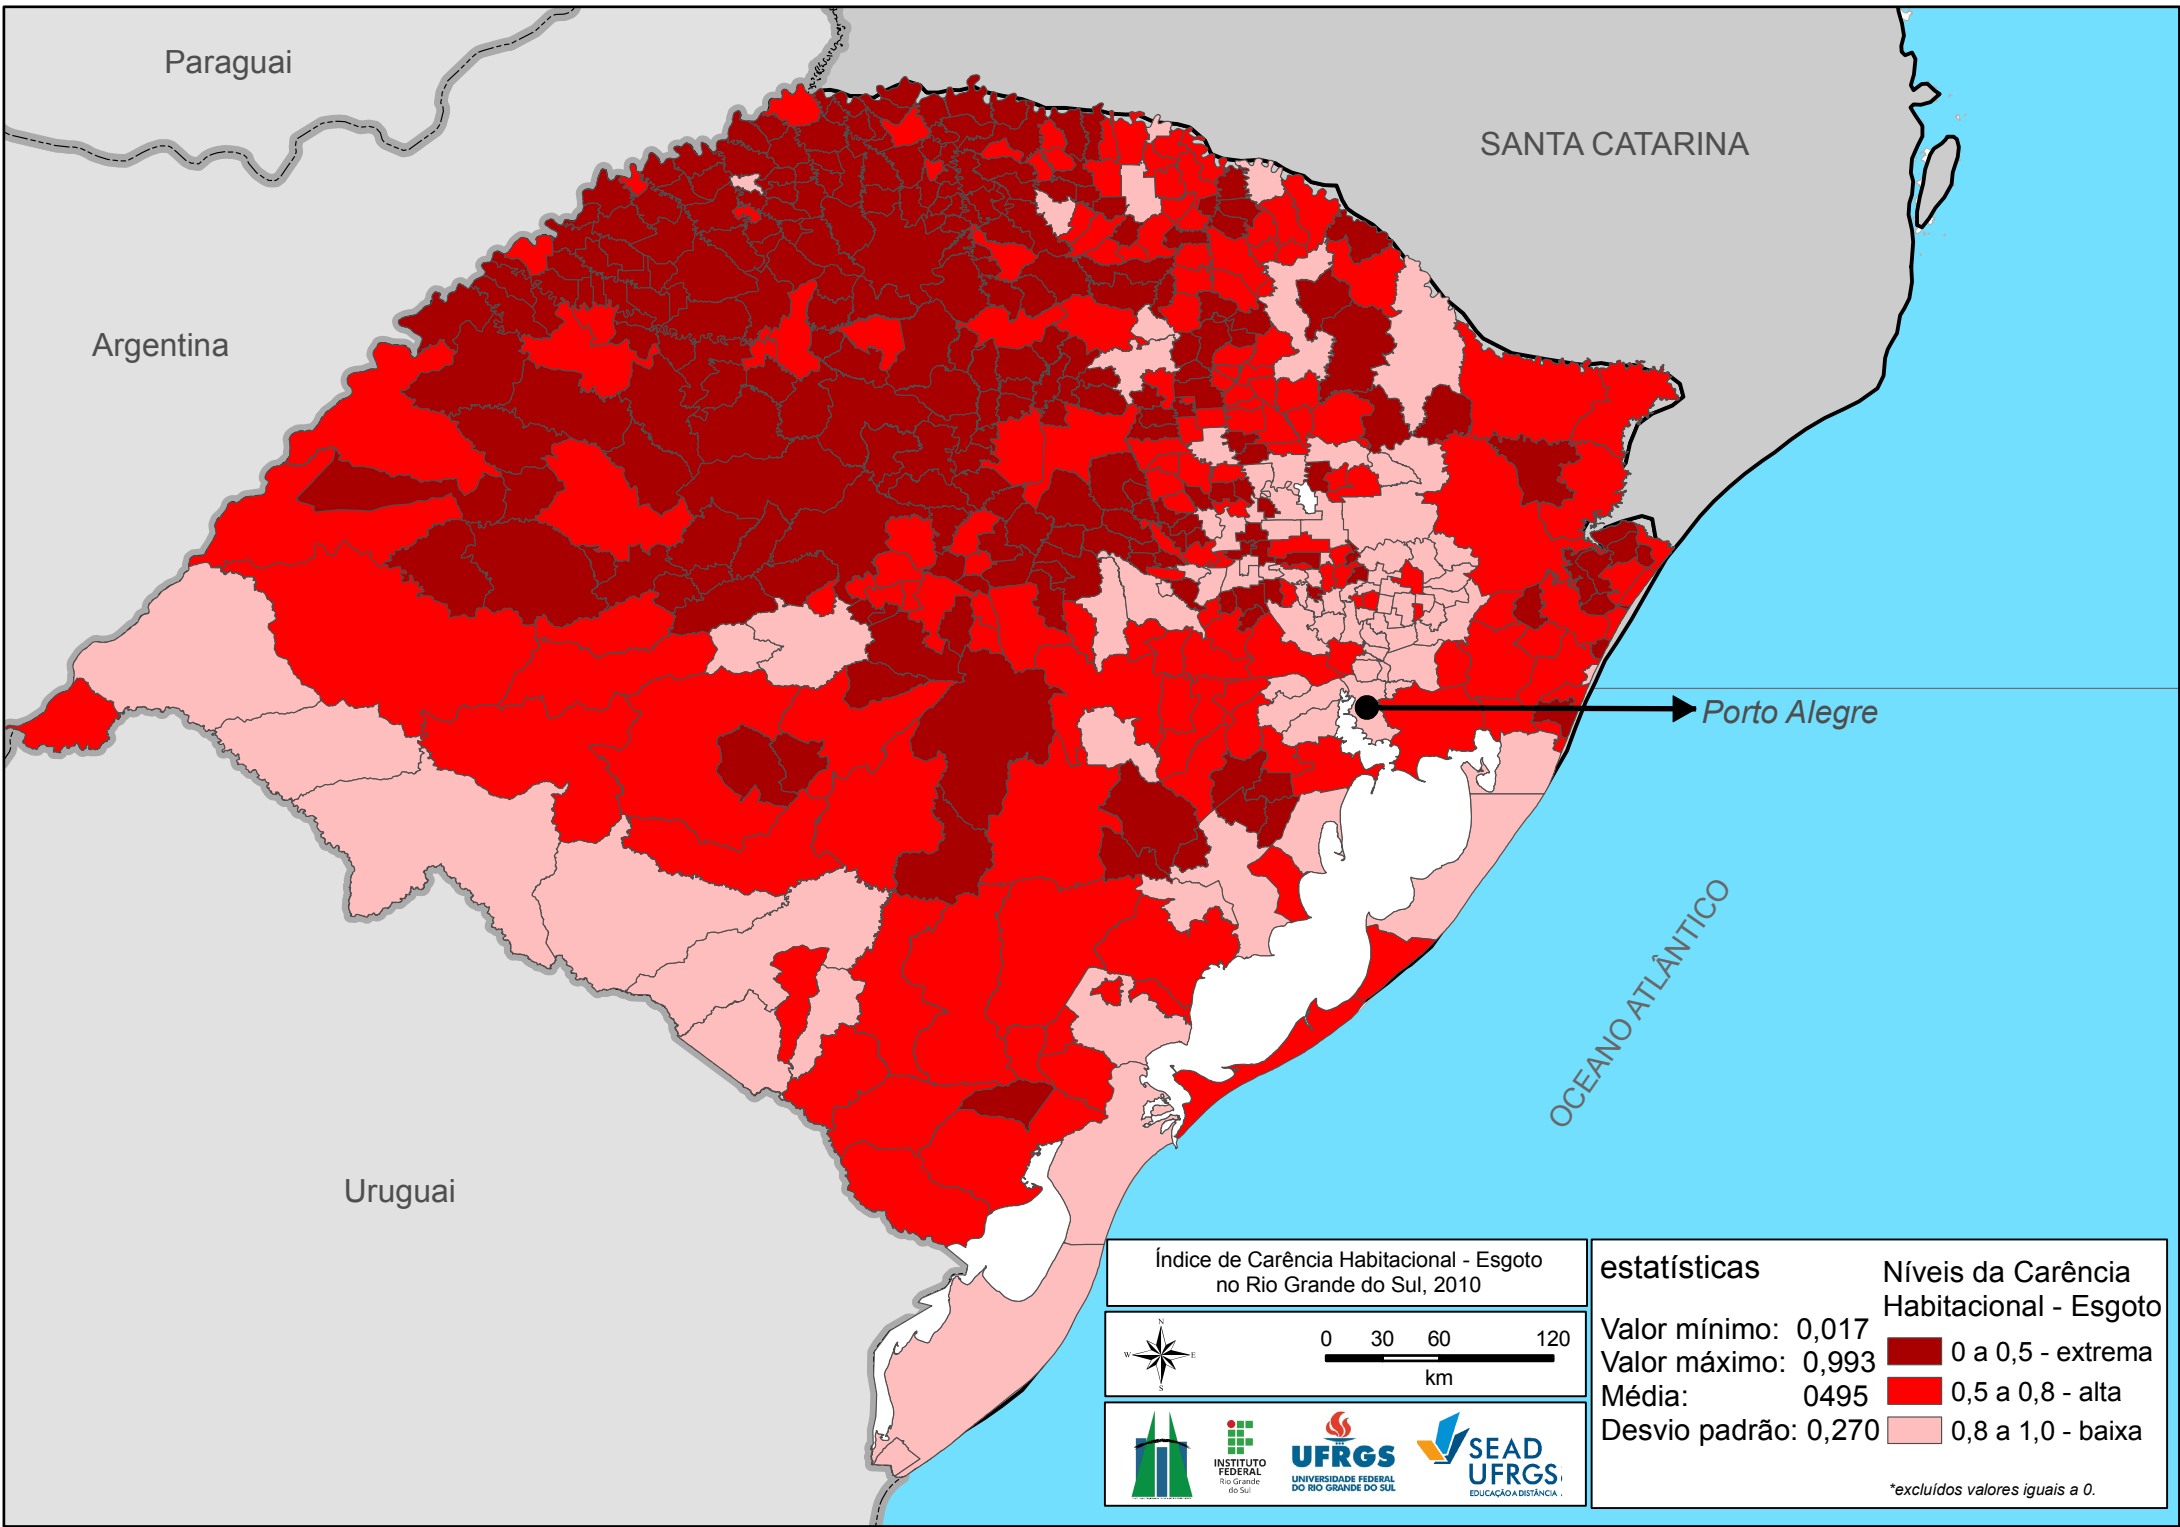 Paraguai
SANTA CATARINA
Argentina
Porto Alegre
OCEANO ATLÂNTICO
Uruguai
Índice de Carência Habitacional - Esgoto
no Rio Grande do Sul, 2010
N
W
E
S
0 30 60 120
km
INSTITUTO
FEDERAL
Rio Grande
do Sul
UFRGS
UNIVERSIDADE FEDERAL
DO RIO GRANDE DO SUL
SEAD
UFRGS
EDUCAÇÃO A DISTÂNCIA
estatísticas
Valor mínimo: 0,017
Valor máximo: 0,993
Média: 0495
Desvio padrão: 0,270
Níveis da Carência
Habitacional - Esgoto
0 a 0,5 - extrema
0,5 a 0,8 - alta
0,8 a 1,0 - baixa
*excluídos valores iguais a 0.